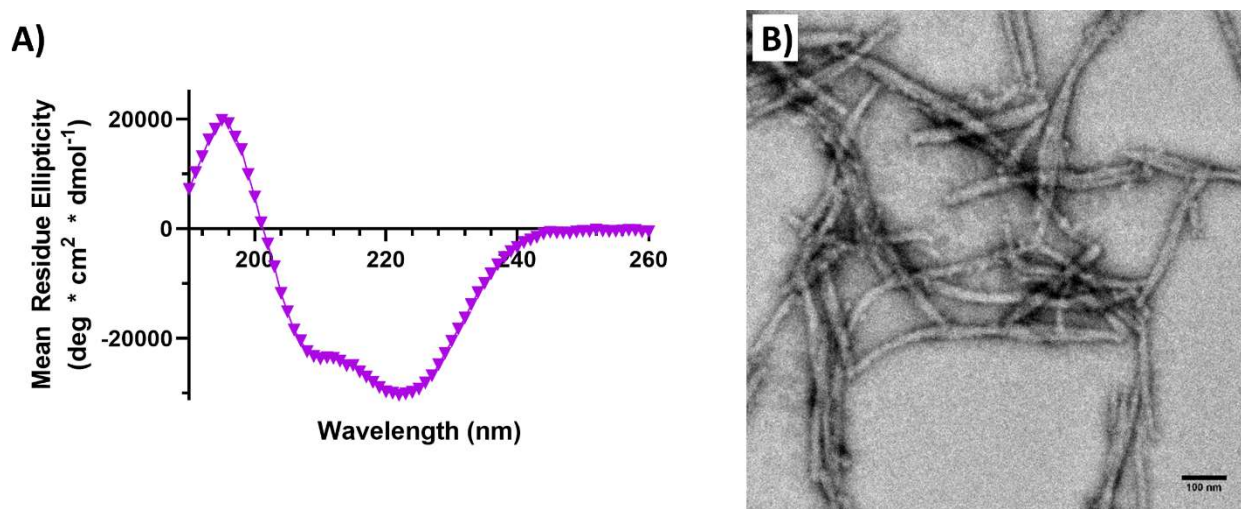 A)
Mean Residue Ellipticity
(deg * cm² * dmol⁻¹)
20000
0
-20000
200
220
240
260
Wavelength (nm)
B)
100 nm